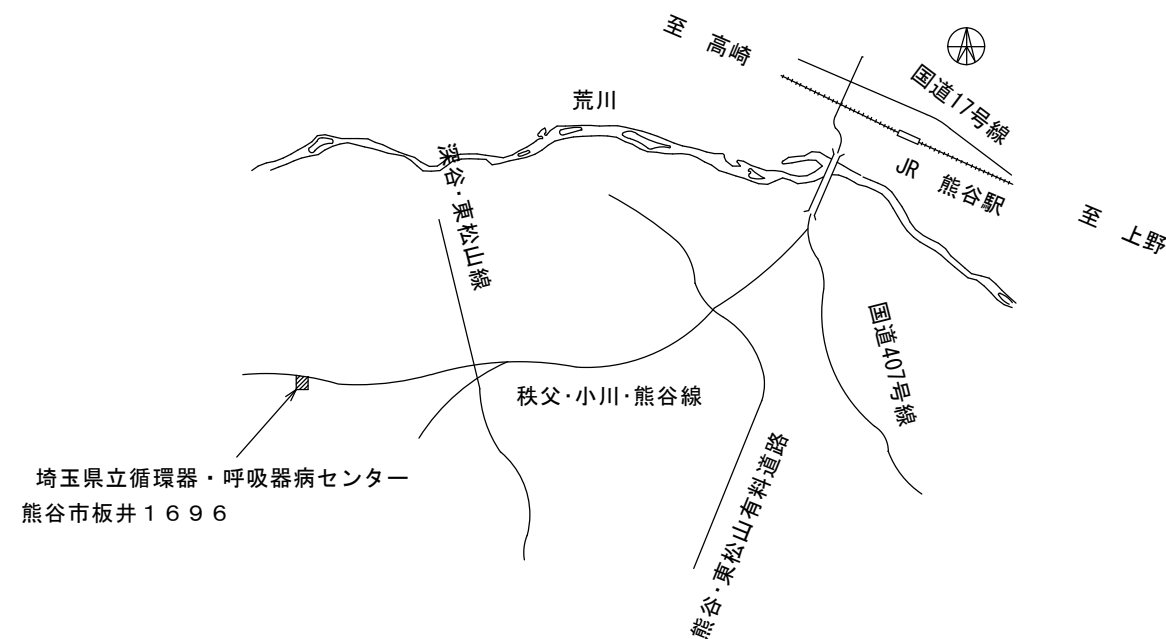 至　高崎
国道17号線
荒川
JR　熊谷駅
至　上野
深谷・東松山線
国道407号線
秩父・小川・熊谷線
熊谷・東松山有料道路
埼玉県立循環器・呼吸器病センター
熊谷市板井１６９６